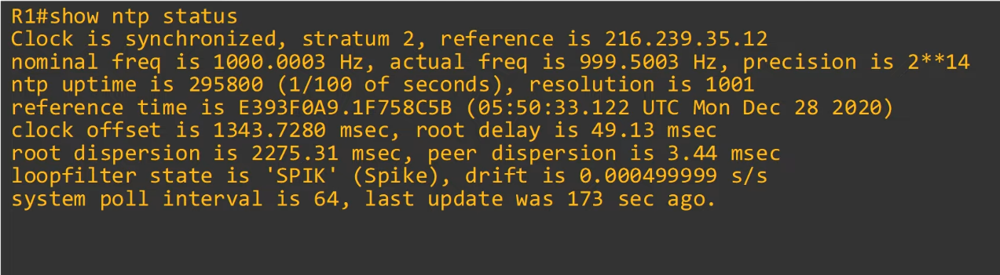 R1#show ntp status
Clock is synchronized, stratum 2, reference is 216.239.35.12
nominal freq is 1000.0003 Hz, actual freq is 999.5003 Hz, precision is 2**14
ntp uptime is 295800 (1/100 of seconds), resolution is 1001
reference time is E393F0A9.1F758C5B (05:50:33.122 UTC Mon Dec 28 2020)
clock offset is 1343.7280 msec, root delay is 49.13 msec
root dispersion is 2275.31 msec, peer dispersion is 3.44 msec
loopfilter state is 'SPIK' (Spike), drift is 0.000499999 s/s
system poll interval is 64, last update was 173 sec ago.